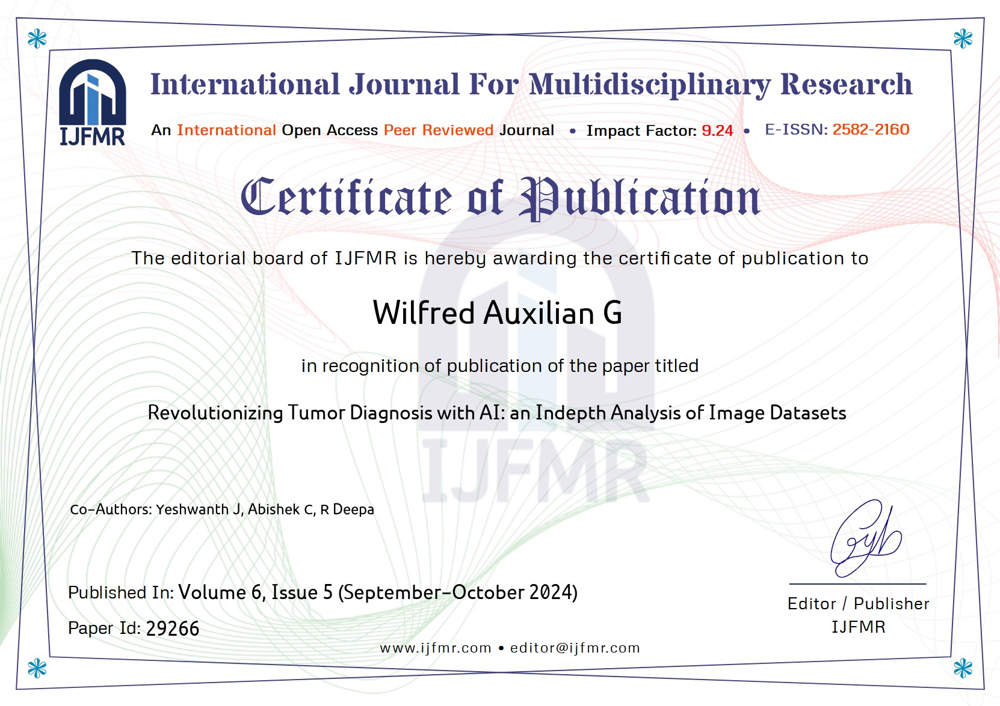 International Journal For Multidisciplinary Research
IJFMR
An International Open Access Peer Reviewed Journal • Impact Factor: 9.24 • E-ISSN: 2582-2160
Certificate of Publication
The editorial board of IJFMR is hereby awarding the certificate of publication to
Wilfred Auxilian G
in recognition of publication of the paper titled
Revolutionizing Tumor Diagnosis with AI: an Indepth Analysis of Image Datasets
IJFMR
Co-Authors: Yeshwanth J, Abishek C, R Deepa
Published In: Volume 6, Issue 5 (September-October 2024)
Editor / Publisher
IJFMR
Paper Id: 29266
www.ijfmr.com • editor@ijfmr.com